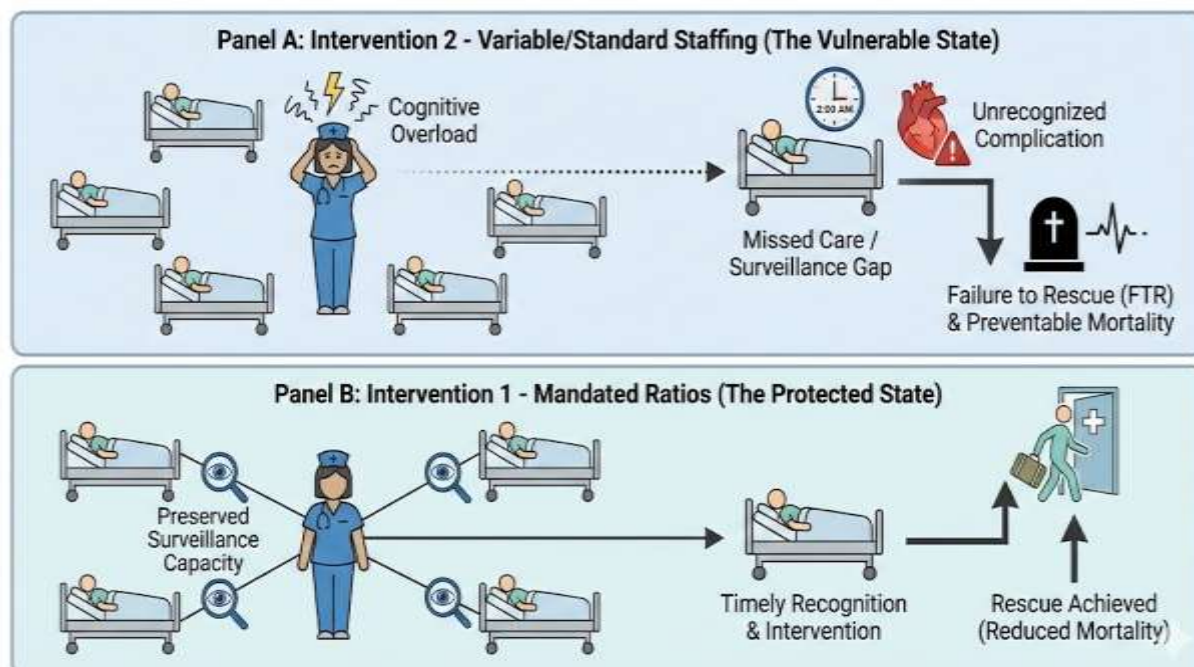 Panel A: Intervention 2 - Variable/Standard Staffing (The Vulnerable State)
Cognitive
Overload
2:00 AM
Unrecognized
Complication
Missed Care /
Surveillance Gap
Failure to Rescue (FTR)
& Preventable Mortality
Panel B: Intervention 1 - Mandated Ratios (The Protected State)
Preserved
Surveillance
Capacity
Timely Recognition
& Intervention
Rescue Achieved
(Reduced Mortality)